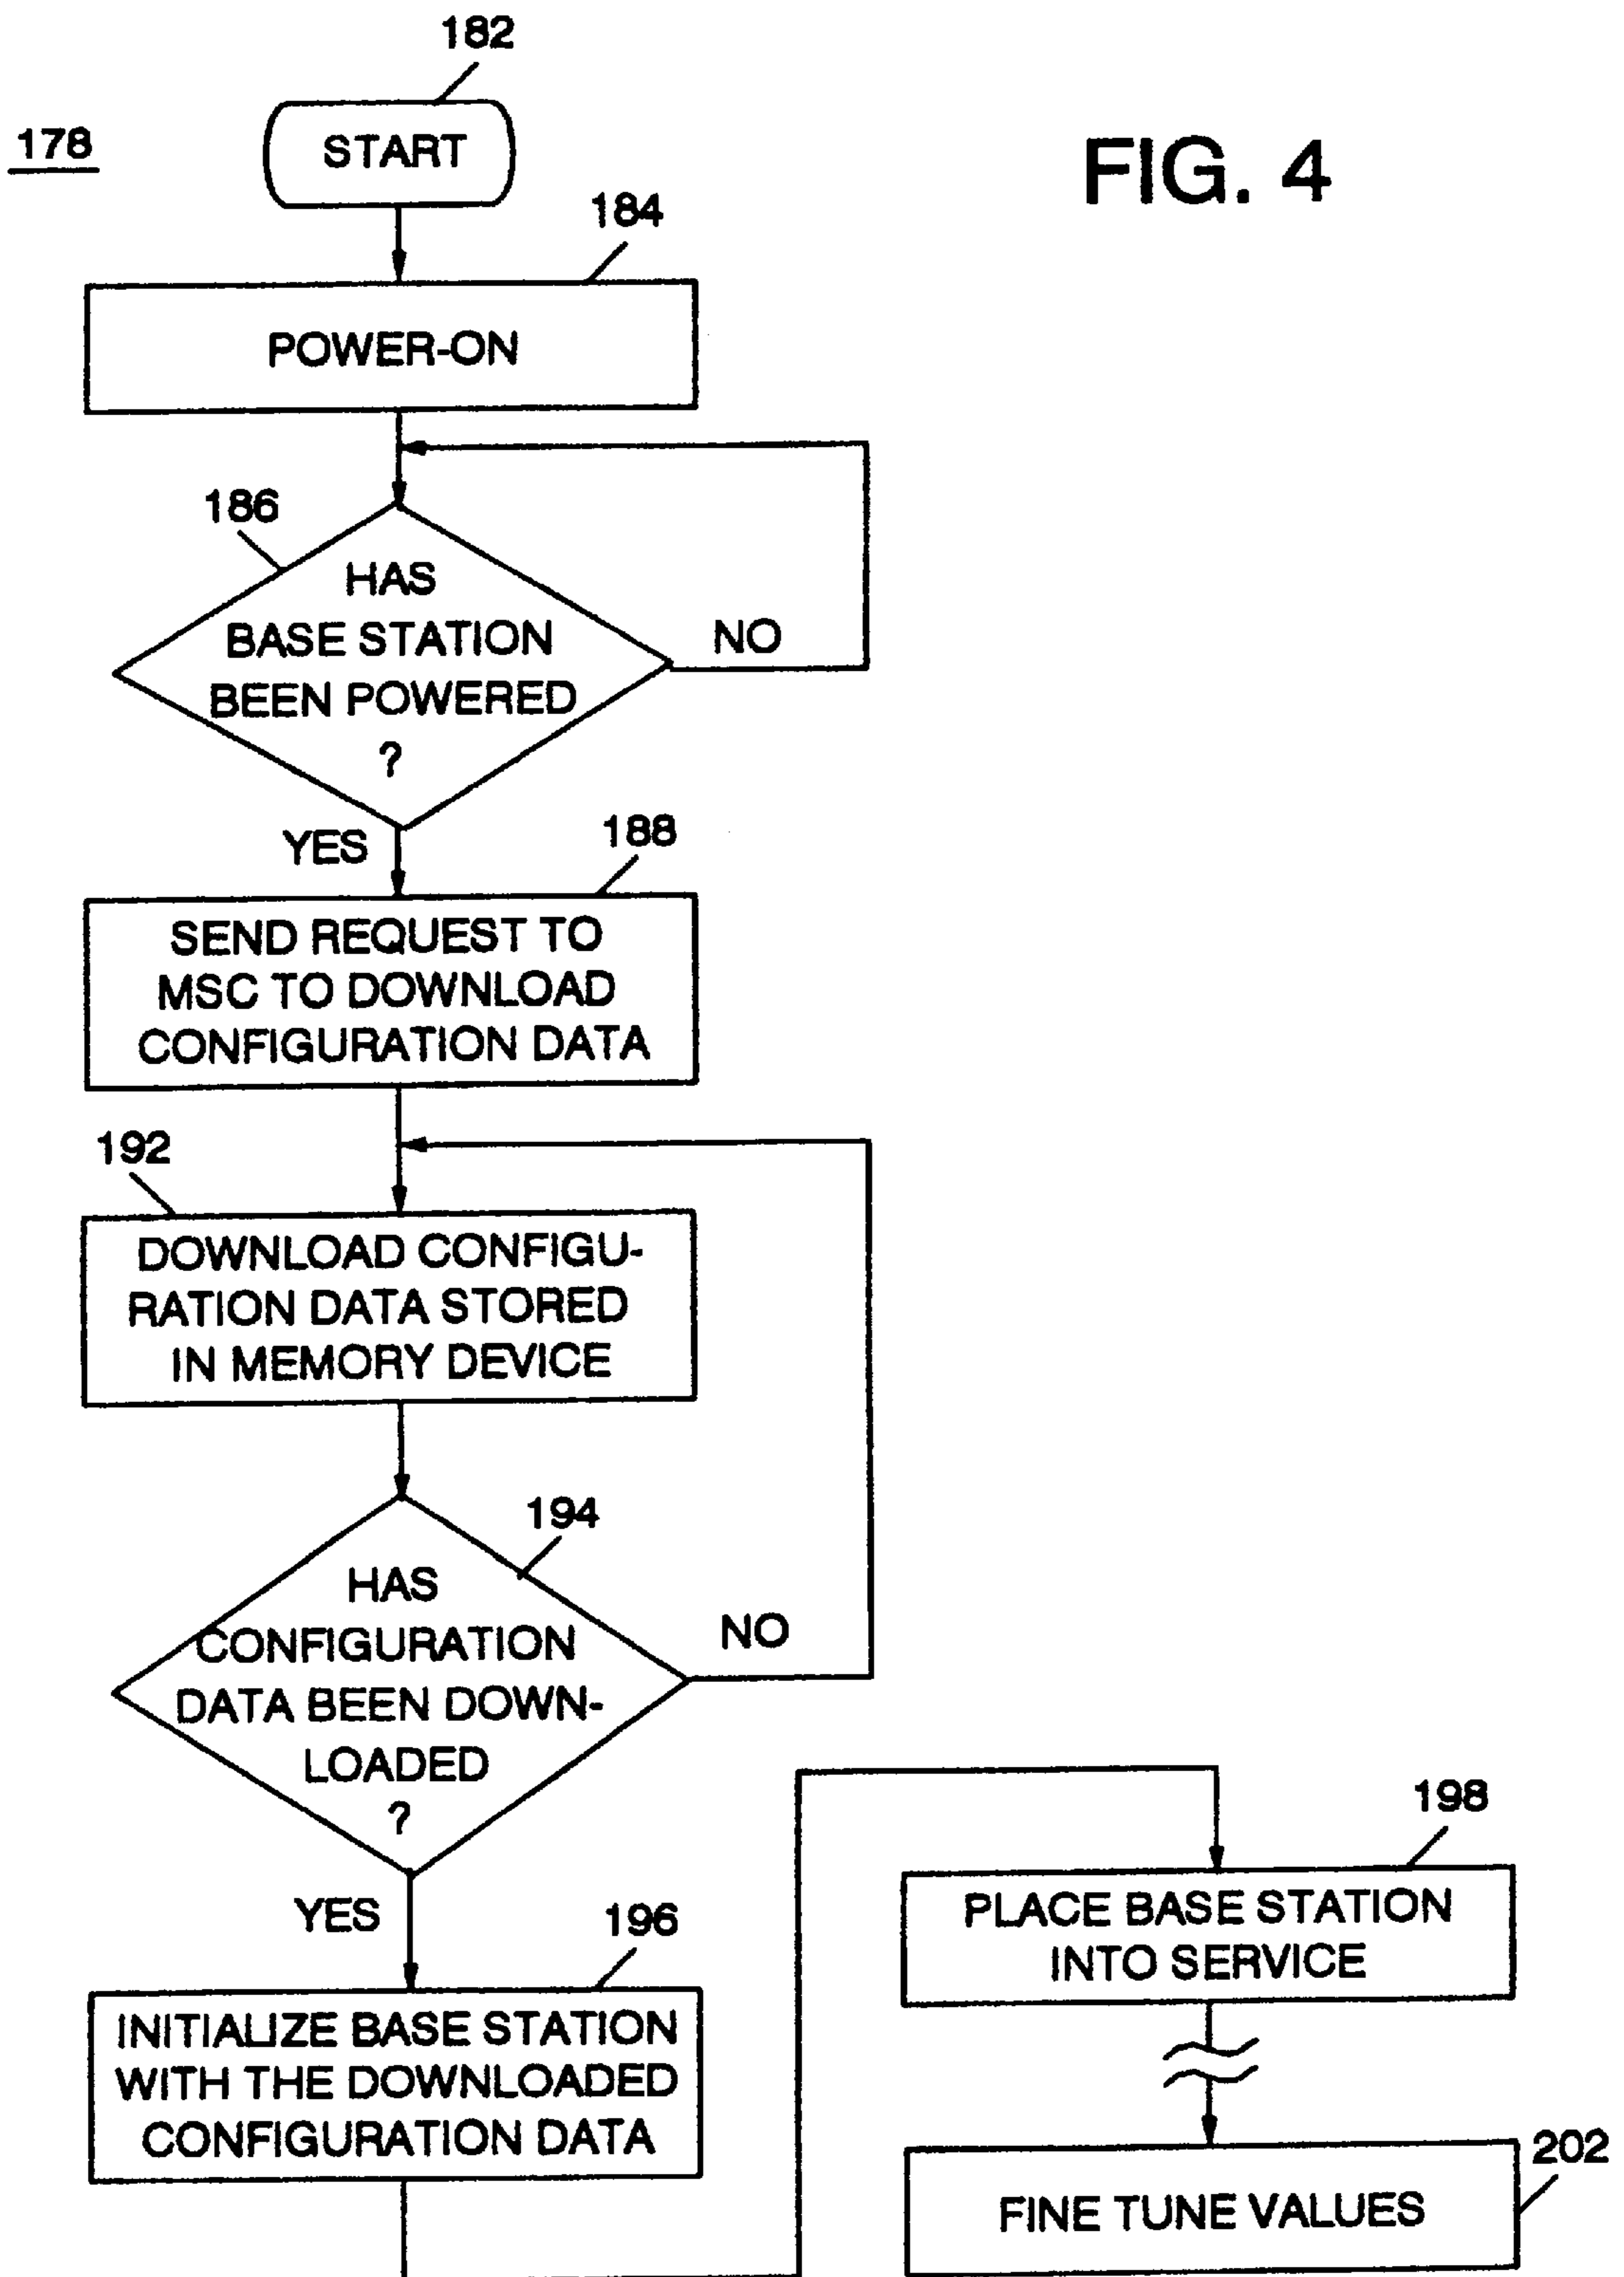 182
178
START
FIG. 4
184
POWER-ON
186
HAS
BASE STATION
BEEN POWERED
?
NO
YES
188
SEND REQUEST TO
MSC TO DOWNLOAD
CONFIGURATION DATA
192
DOWNLOAD CONFIGU-
RATION DATA STORED
IN MEMORY DEVICE
194
HAS
CONFIGURATION
DATA BEEN DOWN-
LOADED
?
NO
YES
196
INITIALIZE BASE STATION
WITH THE DOWNLOADED
CONFIGURATION DATA
198
PLACE BASE STATION
INTO SERVICE
202
FINE TUNE VALUES